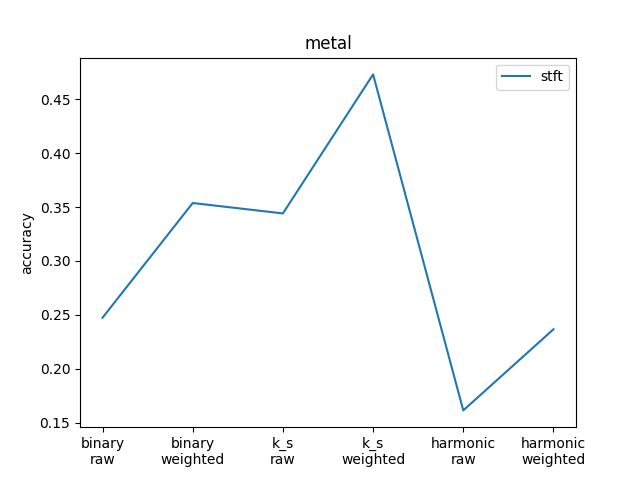 metal
stft
accuracy
0.45
0.40
0.35
0.30
0.25
0.20
0.15
binary raw
binary weighted
k_s raw
k_s weighted
harmonic raw
harmonic weighted